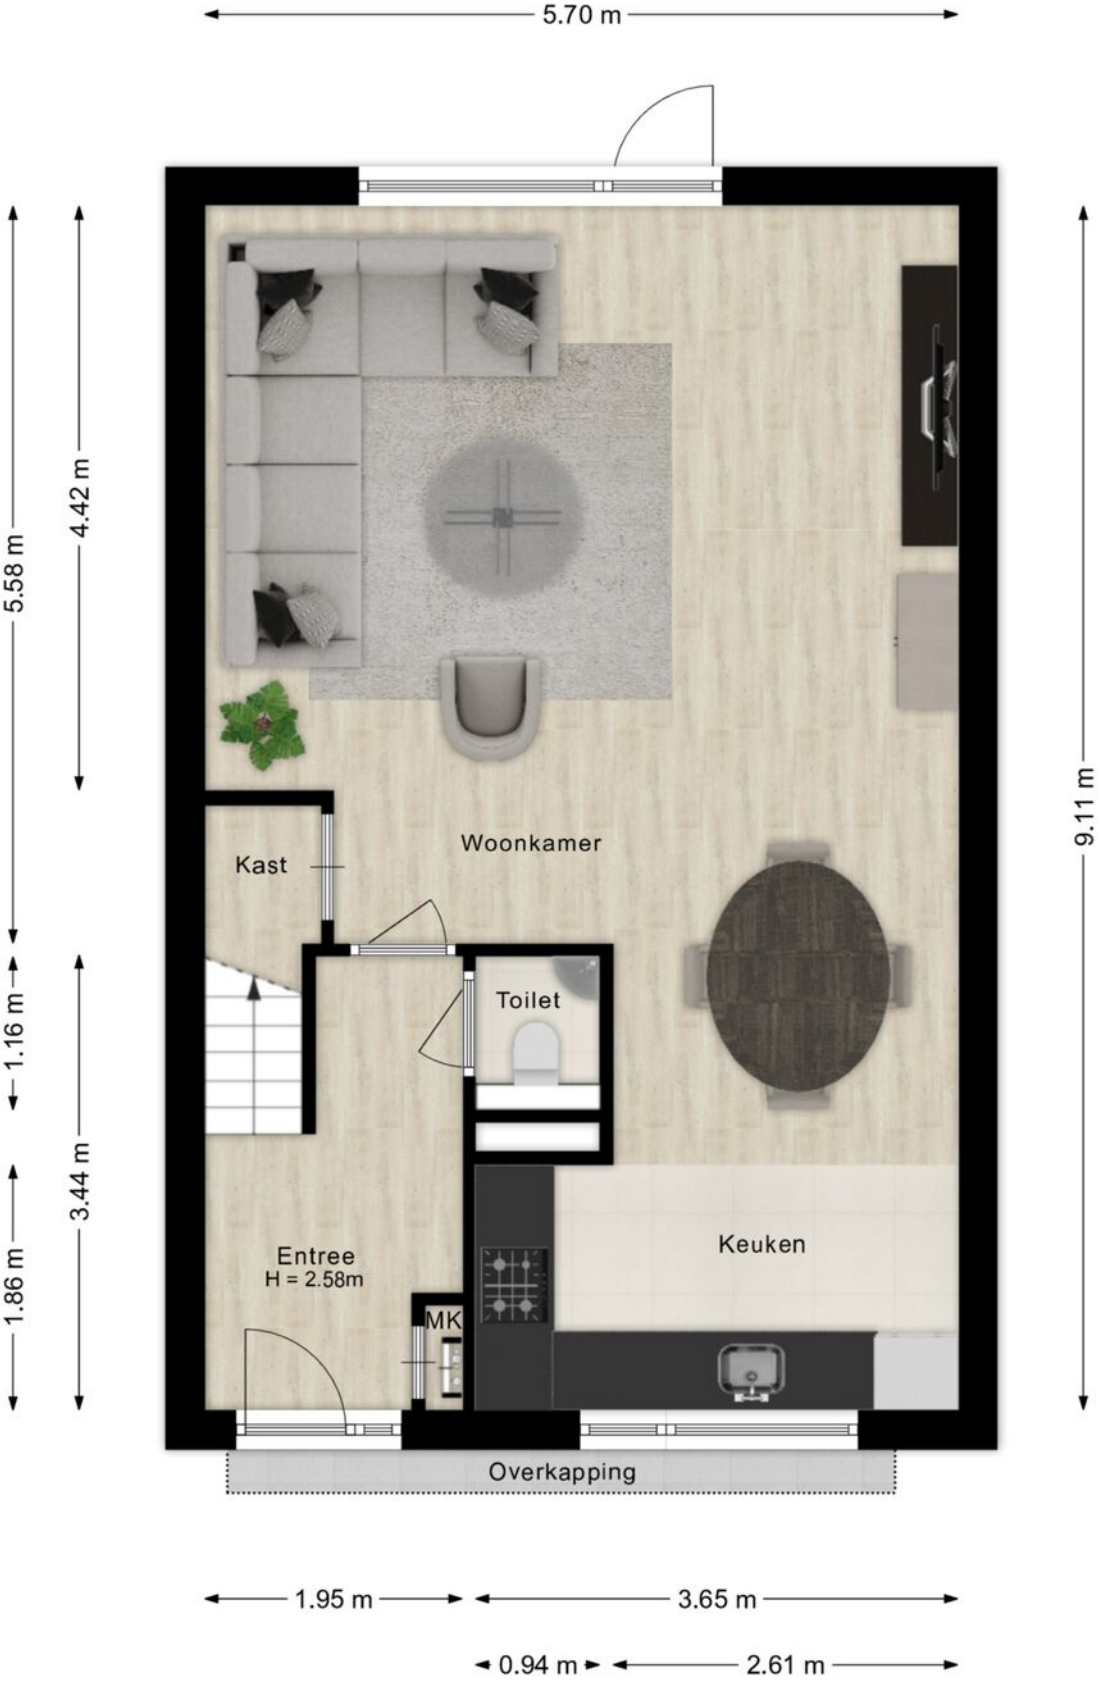 5.70 m
4.42 m
5.58 m
9.11 m
Woonkamer
Kast
Toilet
1.16 m
3.44 m
Keuken
Entree
H = 2.58m
1.86 m
MK
Overkapping
1.95 m
3.65 m
0.94 m
2.61 m